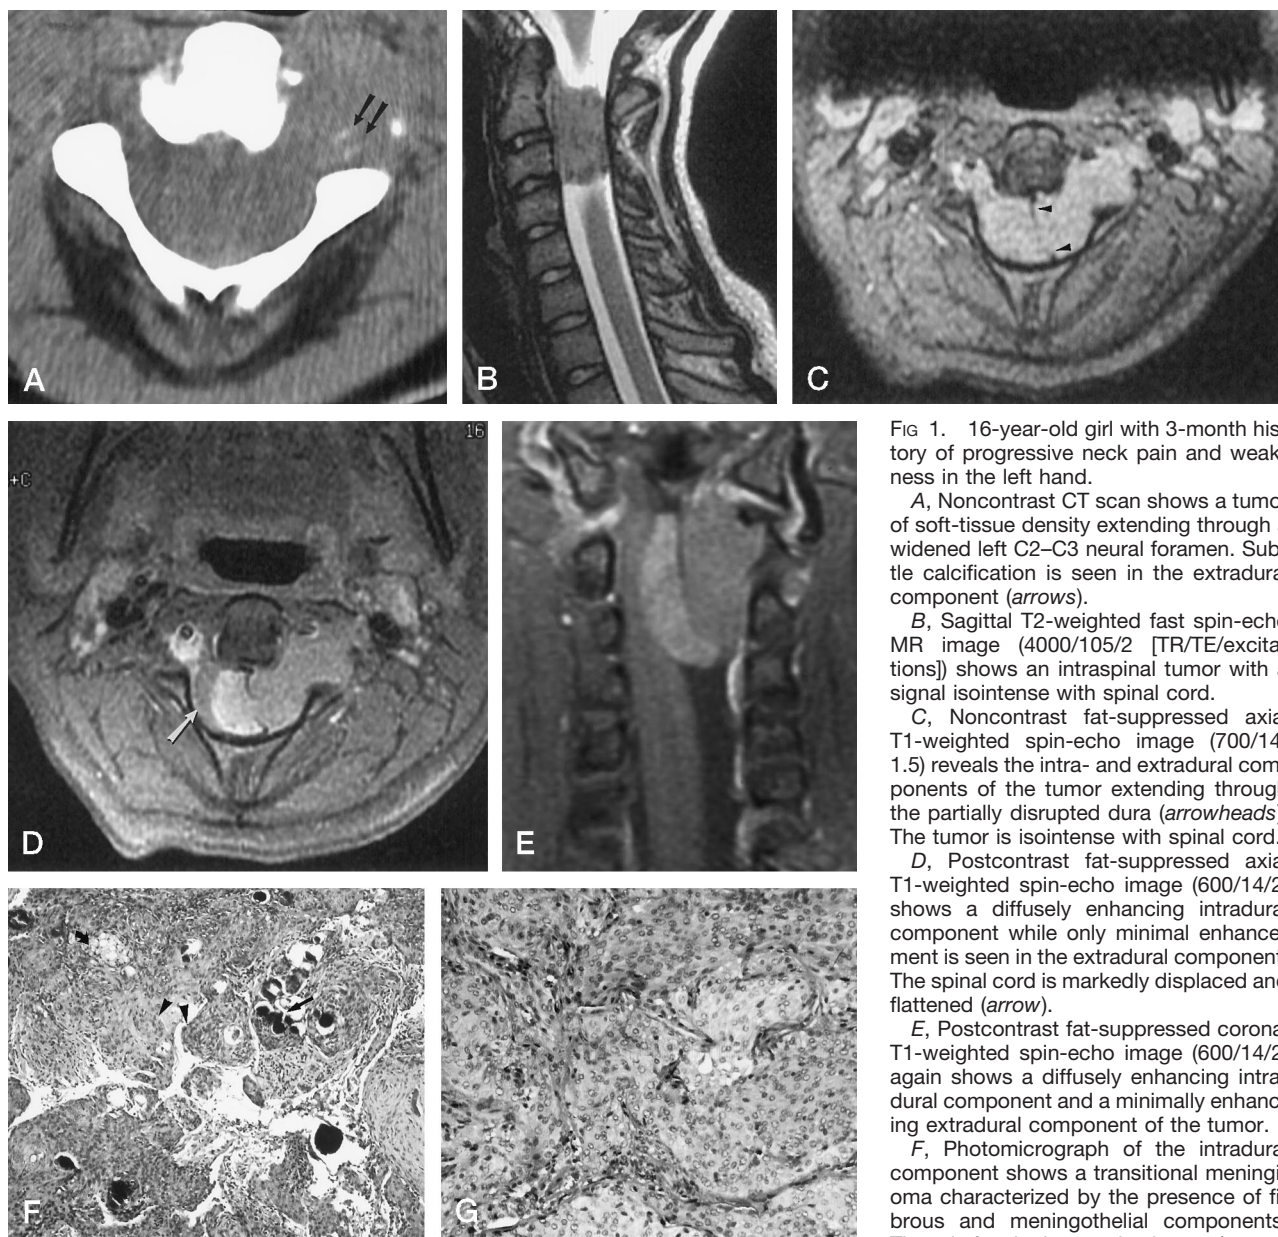 A
B
C
16
+C
D
E
F
G
FIG 1. 16-year-old girl with 3-month his
tory of progressive neck pain and weak
ness in the left hand.
A, Noncontrast CT scan shows a tumo
of soft-tissue density extending through
widened left C2–C3 neural foramen. Sub
tle calcification is seen in the extradura
component (arrows).
B, Sagittal T2-weighted fast spin-echo
MR image (4000/105/2 [TR/TE/excita
tions]) shows an intraspinal tumor with
signal isointense with spinal cord.
C, Noncontrast fat-suppressed axia
T1-weighted spin-echo image (700/14
1.5) reveals the intra- and extradural com
ponents of the tumor extending through
the partially disrupted dura (arrowheads)
The tumor is isointense with spinal cord.
D, Postcontrast fat-suppressed axia
T1-weighted spin-echo image (600/14/2
shows a diffusely enhancing intradura
component while only minimal enhance
ment is seen in the extradural component
The spinal cord is markedly displaced and
flattened (arrow).
E, Postcontrast fat-suppressed corona
T1-weighted spin-echo image (600/14/2
again shows a diffusely enhancing intra
dural component and a minimally enhanc
ing extradural component of the tumor.
F, Photomicrograph of the intradura
component shows a transitional meningi
oma characterized by the presence of fi
brous and meningothelial components